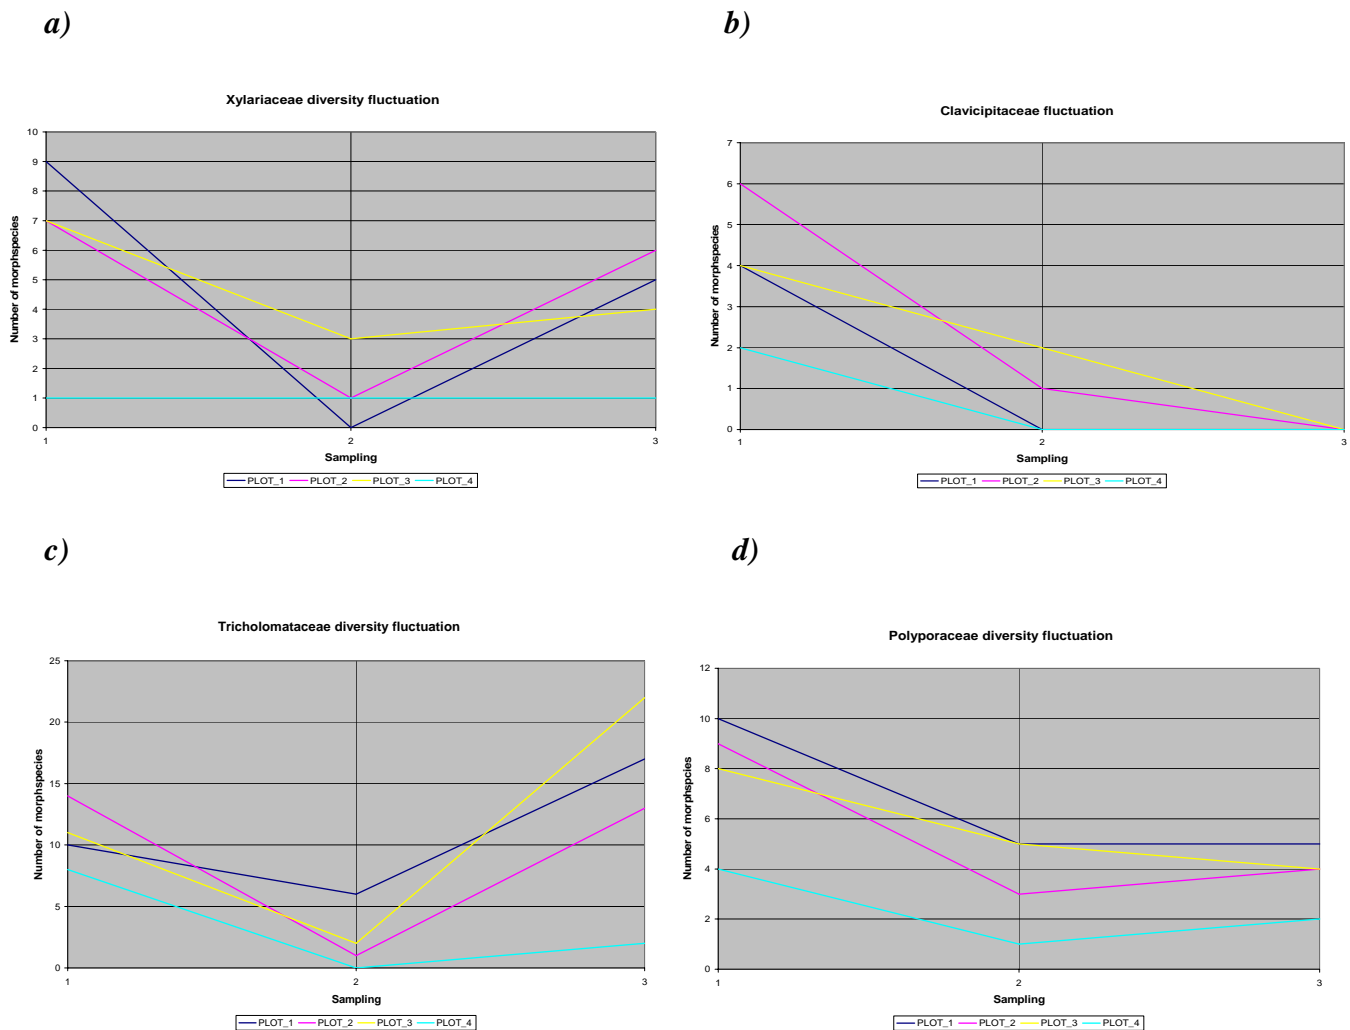 a)
b)
Xylariaceae diversity fluctuation
Number of morphspecies
10
9
8
7
6
5
4
3
2
1
0
1 2 3
Sampling
PLOT_1 PLOT_2 PLOT_3 PLOT_4
Clavicipitaceae fluctuation
Number of morphspecies
7
6
5
4
3
2
1
0
1 2 3
Sampling
PLOT_1 PLOT_2 PLOT_3 PLOT_4
c)
d)
Tricholomataceae diversity fluctuation
Number of morphspecies
25
20
15
10
5
0
1 2 3
Sampling
PLOT_1 PLOT_2 PLOT_3 PLOT_4
Polyporaceae diversity fluctuation
Number of morphspcies
12
10
8
6
4
2
0
1 2 3
Sampling
PLOT_1 PLOT_2 PLOT_3 PLOT_4